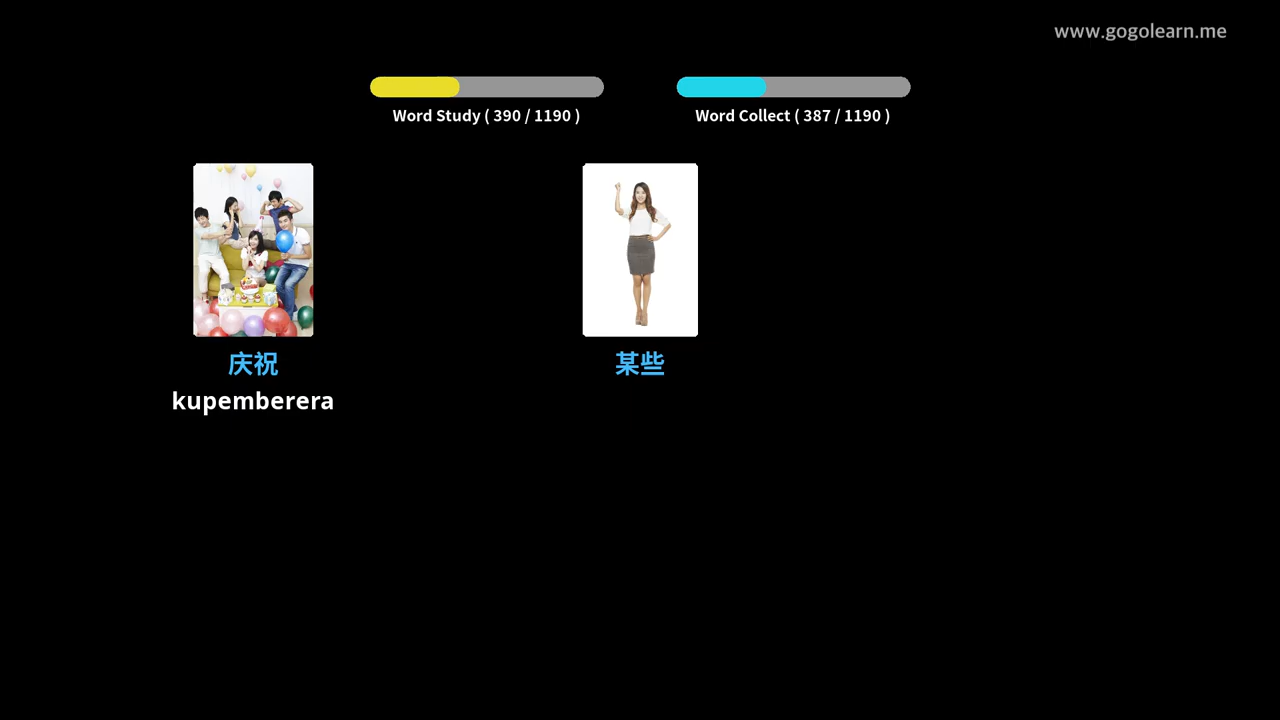 www.gogolearn.me
Word Study ( 390 / 1190 )
Word Collect ( 387 / 1190 )
庆祝
某些
kupemberera